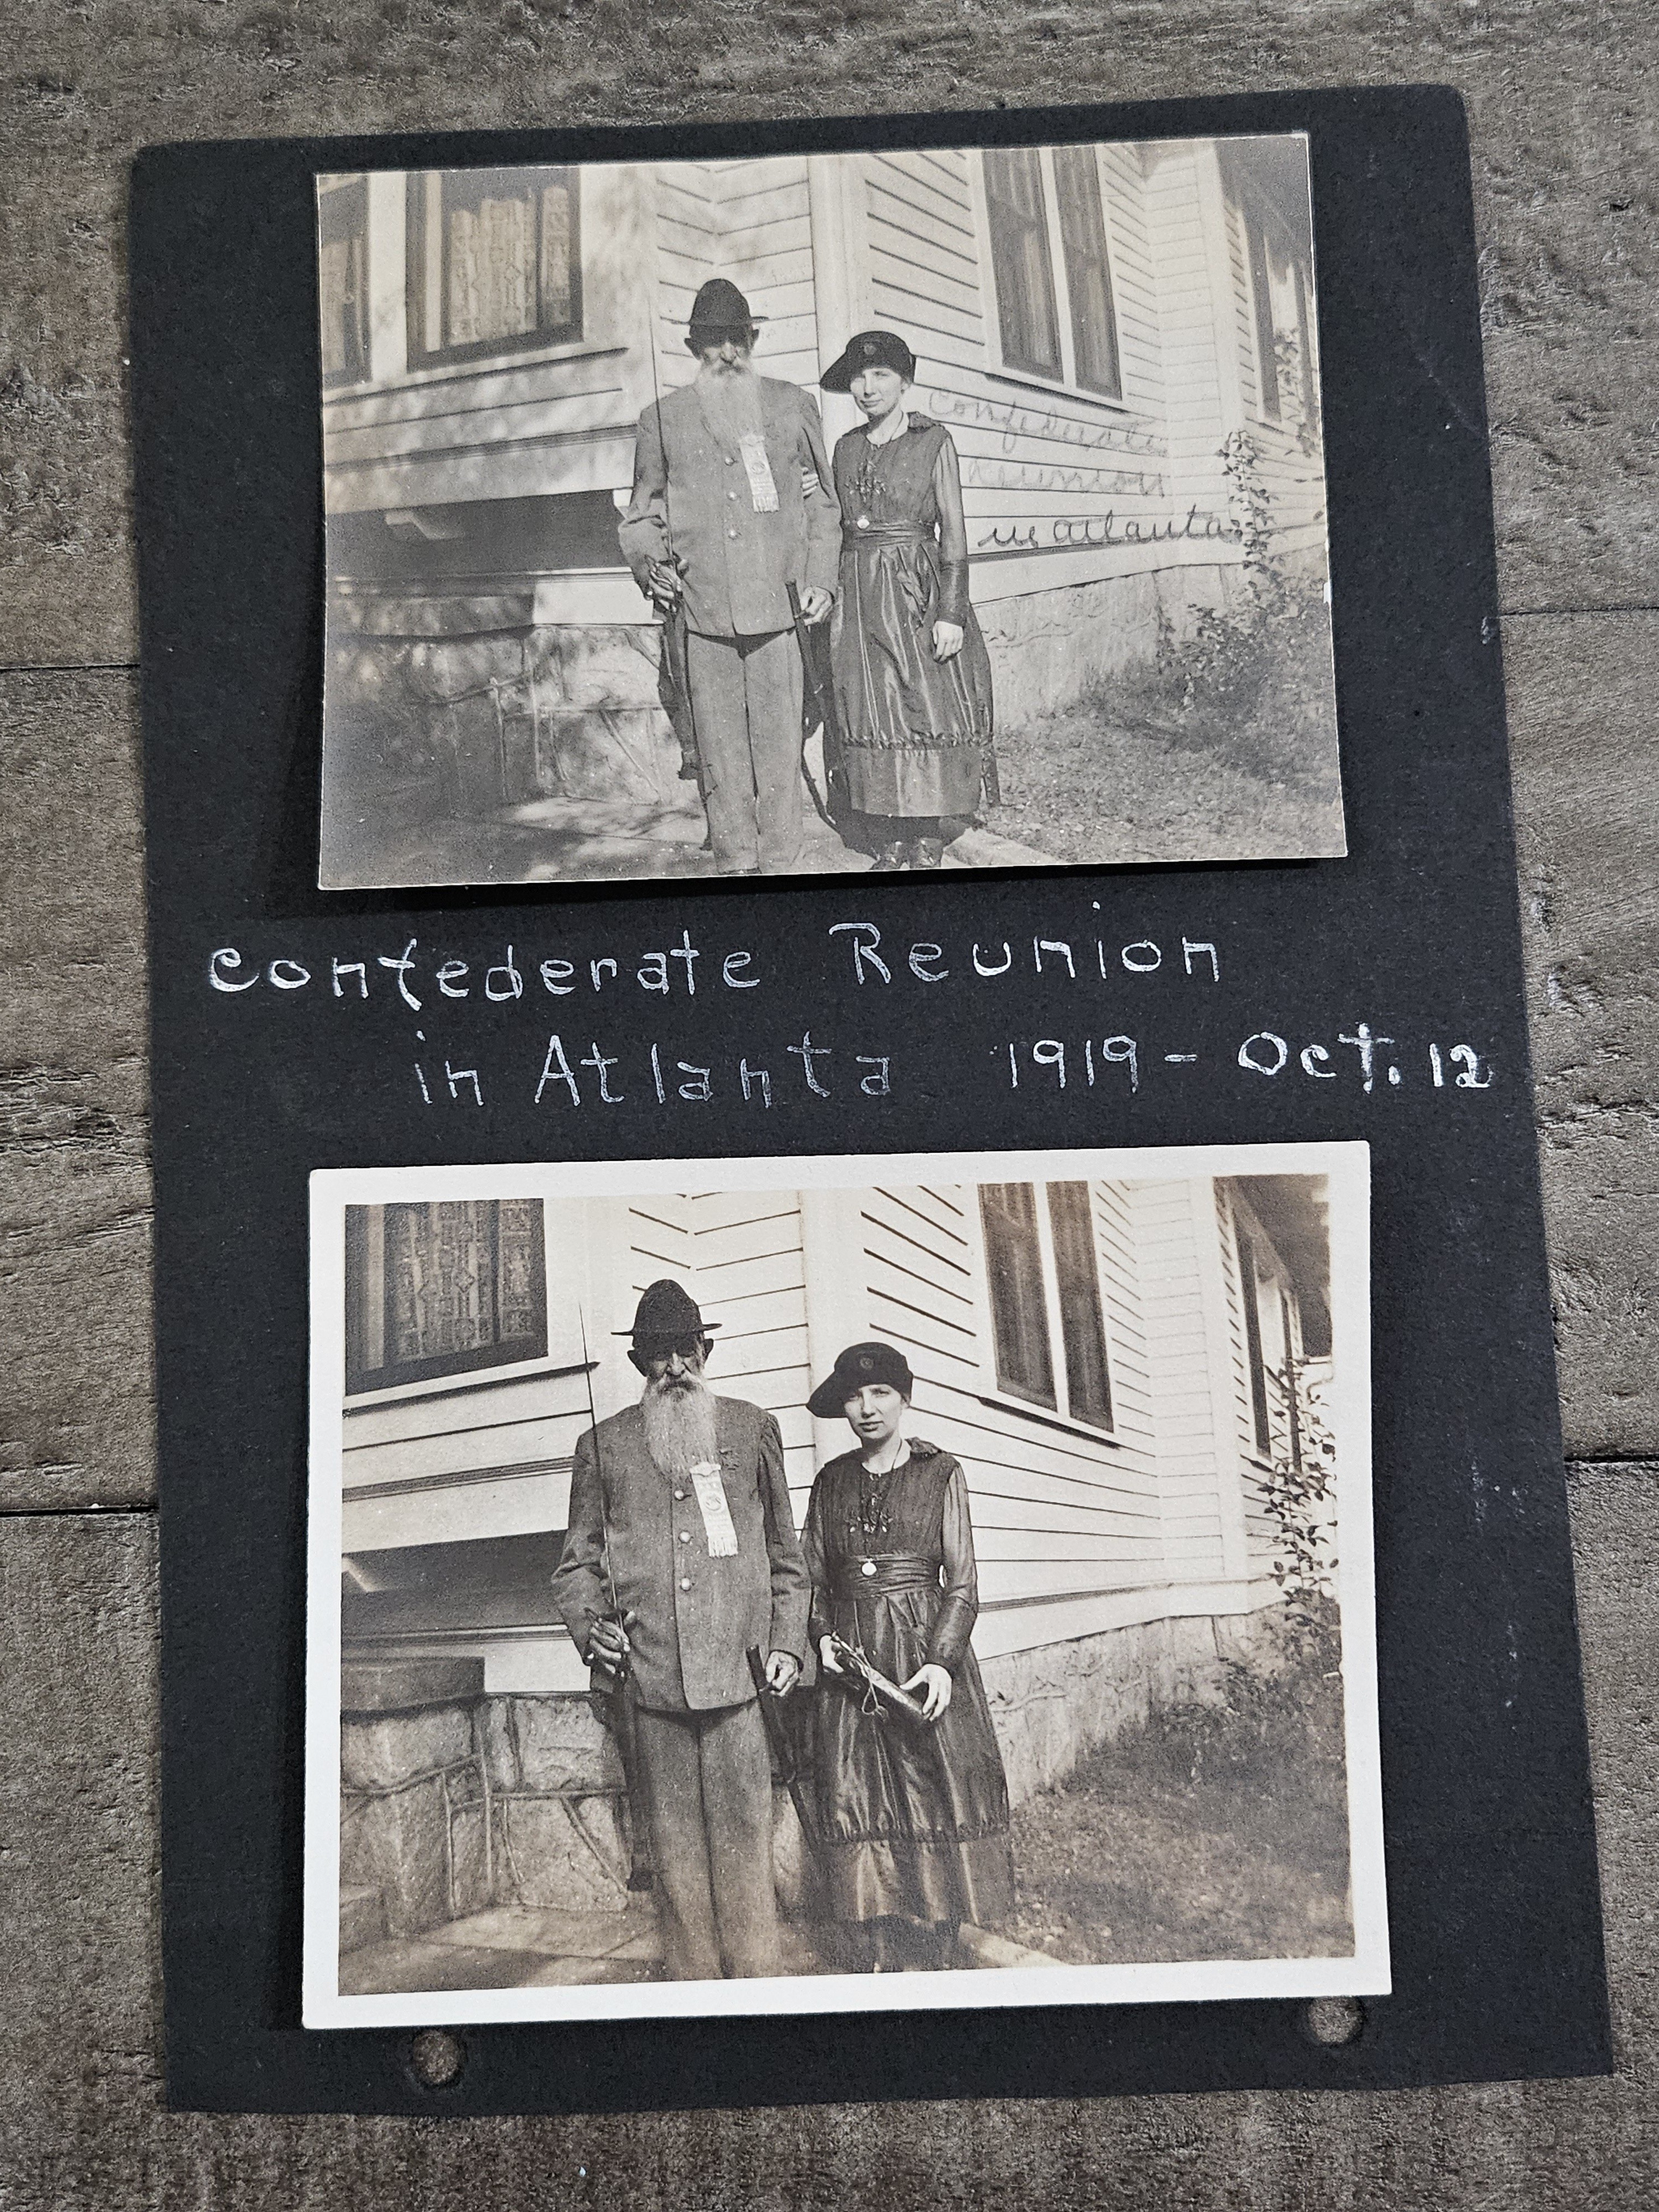 Confederate
Reunion
in atlanta
Confederate Reunion
in Atlanta 1919 - Oct. 12